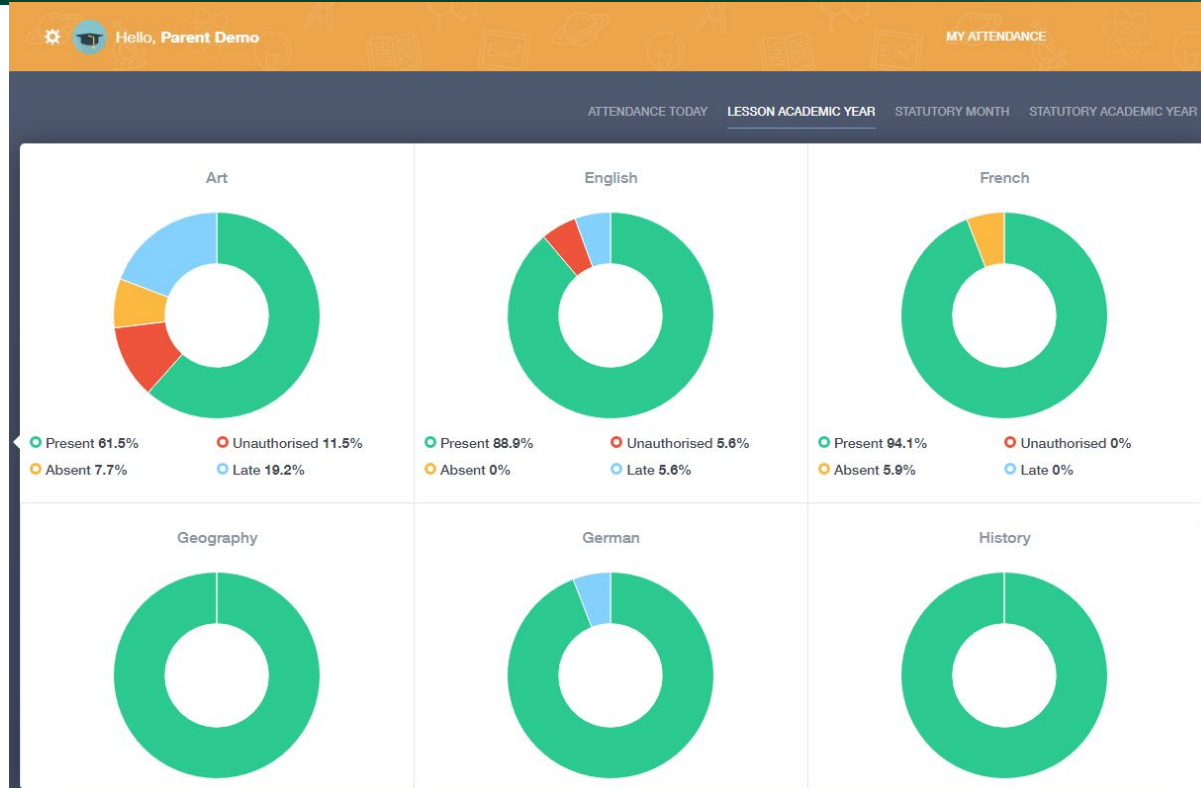 Hello, Parent Demo
MY ATTENDANCE
ATTENDANCE TODAY LESSON ACADEMIC YEAR STATUTORY MONTH STATUTORY ACADEMIC YEAR
Art
Present 61.5% Unauthorised 11.5%
Absent 7.7% Late 19.2%
English
Present 88.9% Unauthorised 5.6%
Absent 0% Late 5.6%
French
Present 94.1% Unauthorised 0%
Absent 5.9% Late 0%
Geography
German
History